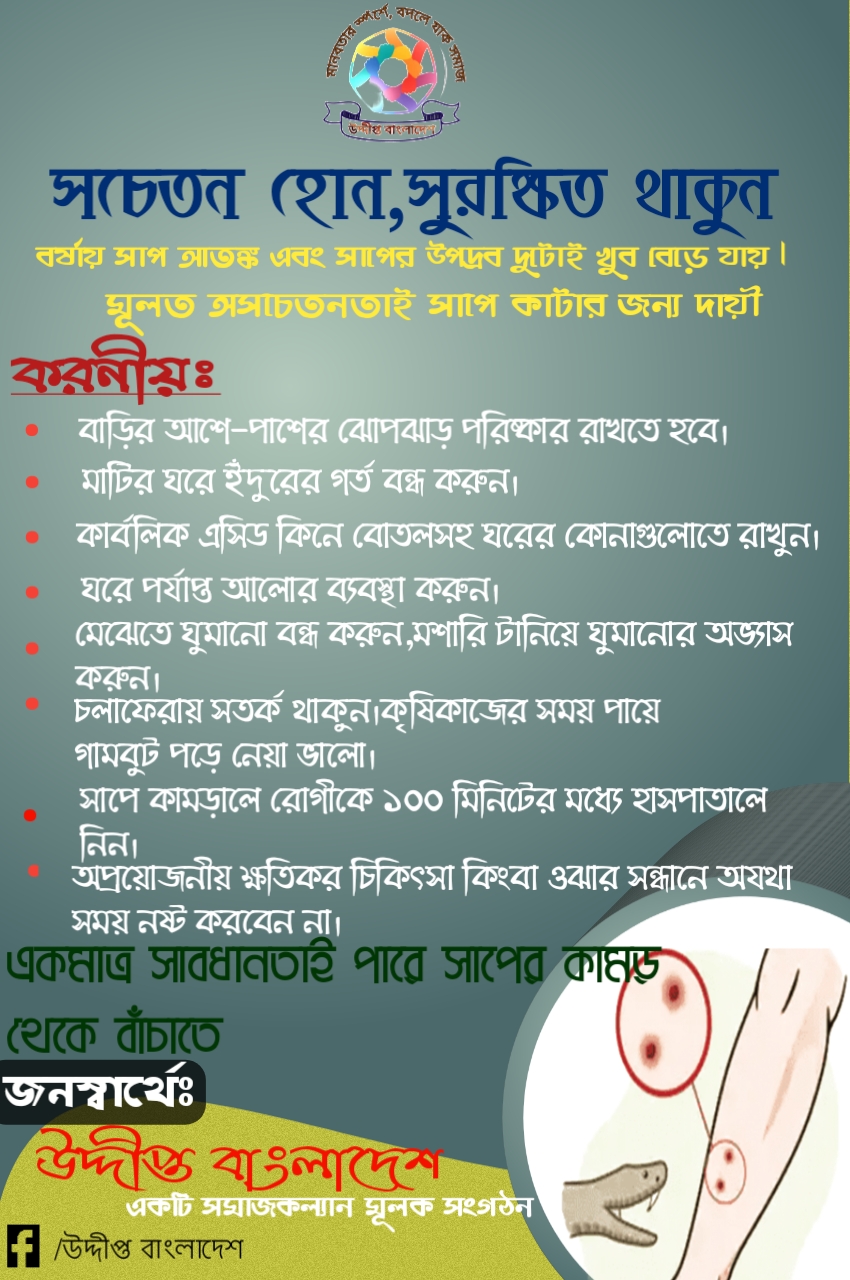 মানবতার স্পর্শে, বদলে যাক সমাজ
উদ্দীপ্ত বাংলাদেশ
সচেতন হোন,সুরক্ষিত থাকুন
বর্ষায় সাপ আতঙ্ক এবং সাপের উপদ্রব দুটোই খুব বেড়ে যায়।
মূলত অসচেতনতাই সাপে কাটার জন্য দায়ী
করনীয়ঃ
• বাড়ির আশে-পাশের ঝোপঝাড় পরিষ্কার রাখতে হবে।
• মাটির ঘরে ইঁদুরের গর্ত বন্ধ করুন।
• কার্বলিক এসিড কিনে বোতলসহ ঘরের কোনাগুলোতে রাখুন।
• ঘরে পর্যাপ্ত আলোর ব্যবস্থা করুন।
• মেঝেতে ঘুমানো বন্ধ করুন,মশারি টানিয়ে ঘুমানোর অভ্যাস
করুন।
• চলাফেরায় সতর্ক থাকুন।কৃষিকাজের সময় পায়ে
গামবুট পড়ে নেয়া ভালো।
• সাপে কামড়ালে রোগীকে ১০০ মিনিটের মধ্যে হাসপাতালে
নিন।
• অপ্রয়োজনীয় ক্ষতিকর চিকিৎসা কিংবা ওঝার সন্ধানে অযথা
সময় নষ্ট করবেন না।
একমাত্র সাবধানতাই পারে সাপের কামড়
থেকে বাঁচাতে
জনস্বার্থেঃ
উদ্দীপ্ত বাংলাদেশ
একটি সমাজকল্যান মূলক সংগঠন
f /উদ্দীপ্ত বাংলাদেশ